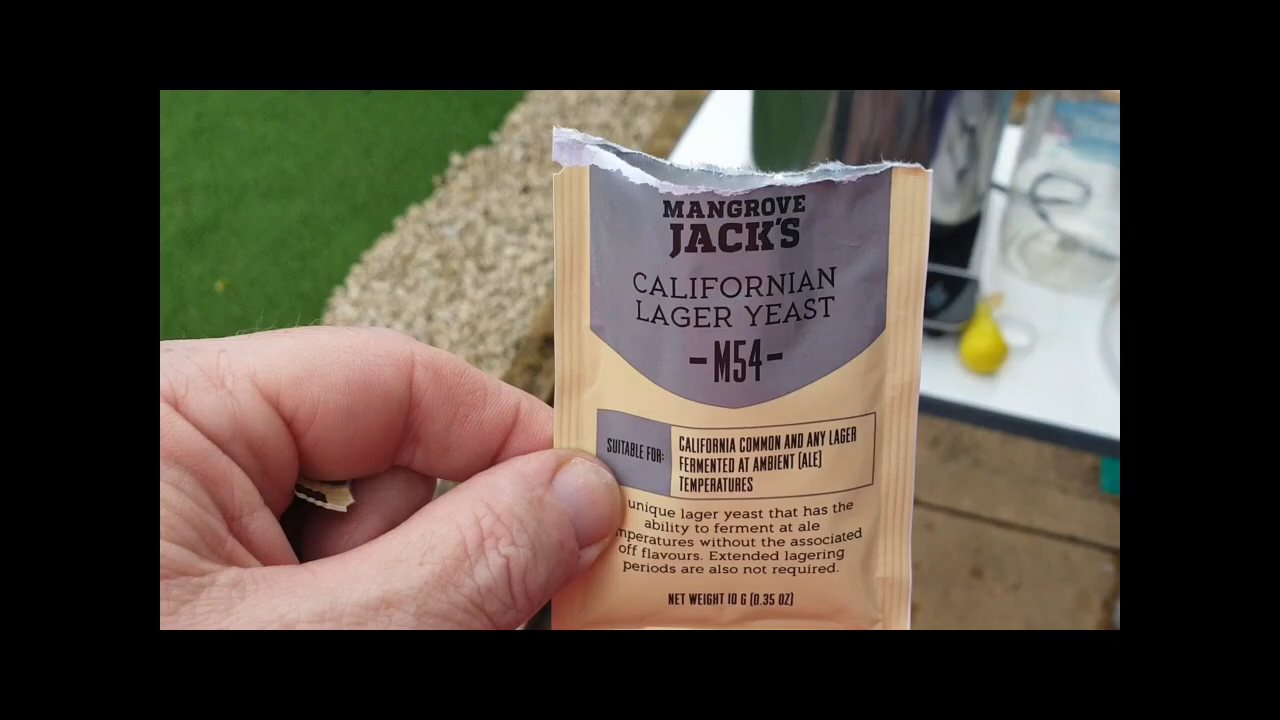 MANGROVE
JACK'S
CALIFORNIAN
LAGER YEAST
-M54-
SUITABLE FOR:
CALIFORNIA COMMON AND ANY LAGER
FERMENTED AT AMBIENT (ALE)
TEMPERATURES
unique lager yeast that has the
ability to ferment at ale
mperatures without the associated
off flavours. Extended lagering
periods are also not required.
NET WEIGHT 10 G (0.35 OZ)